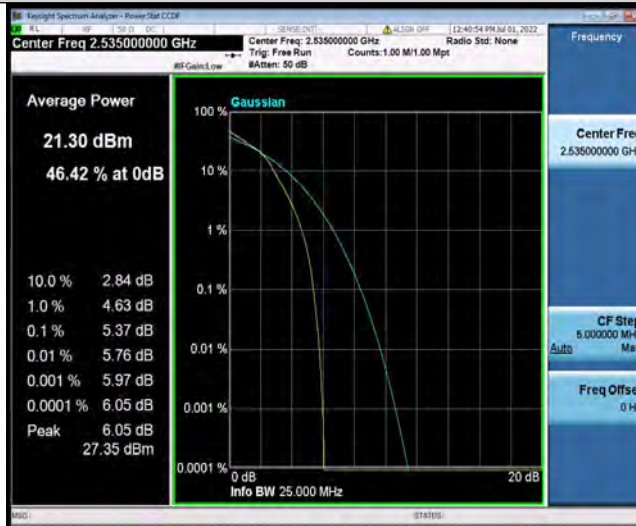 Keysight Spectrum Analyzer - Power Stat CCDF
RL RF 50 Ω DC SENSE:INT ALIGN OFF 12:40:54 PM Jul 01, 2022
Center Freq 2.535000000 GHz
Center Freq: 2.535000000 GHz Radio Std: None
Trig: Free Run Counts:1.00 M/1.00 Mpt
#IFGain:Low #Atten: 50 dB
Frequency
Average Power
21.30 dBm
46.42 % at 0dB
10.0 % 2.84 dB
1.0 % 4.63 dB
0.1 % 5.37 dB
0.01 % 5.76 dB
0.001 % 5.97 dB
0.0001 % 6.05 dB
Peak 6.05 dB
27.35 dBm
Gaussian
100 %
10 %
1 %
0.1 %
0.01 %
0.001 %
0.0001 %
0 dB 20 dB
Info BW 25.000 MHz
Center Fre
2.535000000 GH
CF Step
5.000000 MH
Auto Ma
Freq Offse
0 H
MSG STATUS